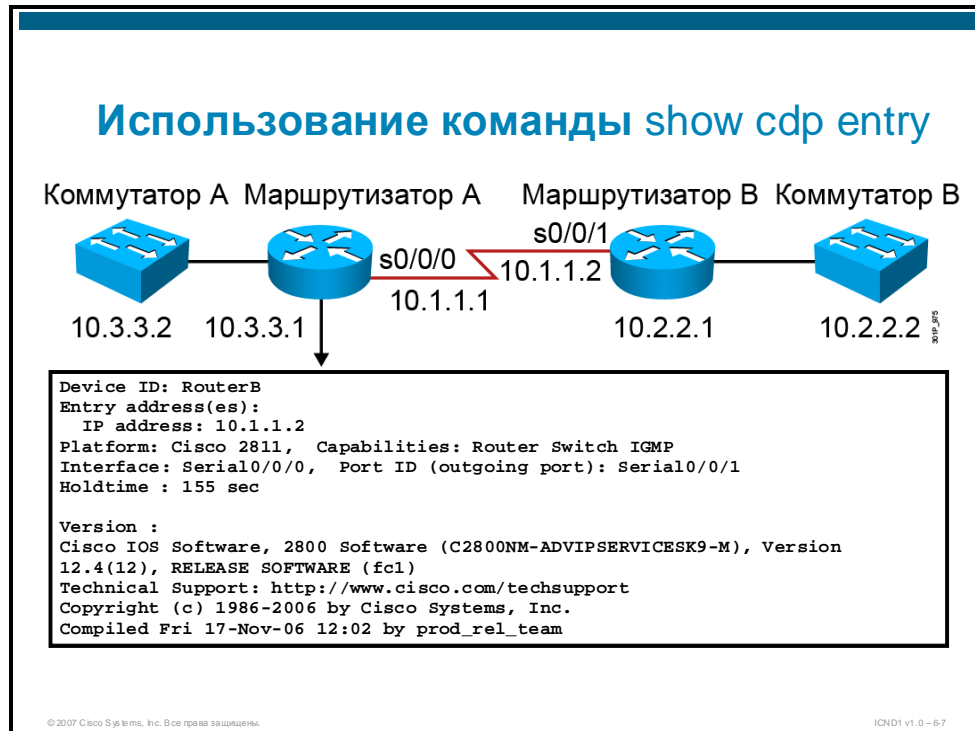 Использование команды show cdp entry
Коммутатор A Маршрутизатор A Маршрутизатор B Коммутатор B
s0/0/1
s0/0/0
10.1.1.2
10.1.1.1
10.3.3.2 10.3.3.1 10.2.2.1 10.2.2.2
301P_975
Device ID: RouterB
Entry address(es):
IP address: 10.1.1.2
Platform: Cisco 2811, Capabilities: Router Switch IGMP
Interface: Serial0/0/0, Port ID (outgoing port): Serial0/0/1
Holdtime : 155 sec
Version :
Cisco IOS Software, 2800 Software (C2800NM-ADVIPSERVICESK9-M), Version
12.4(12), RELEASE SOFTWARE (fc1)
Technical Support: http://www.cisco.com/techsupport
Copyright (c) 1986-2006 by Cisco Systems, Inc.
Compiled Fri 17-Nov-06 12:02 by prod_rel_team
© 2007 Cisco Systems, Inc. Все права защищены. ICND1 v1.0 – 6-7